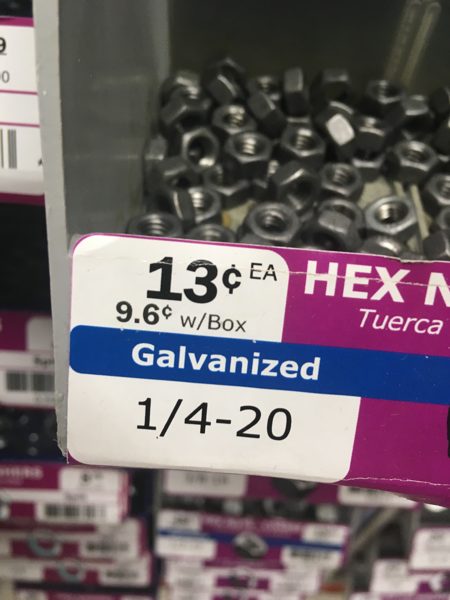 13¢ EA
9.6¢ w/Box
HEX N
Tuerca
Galvanized
1/4-20